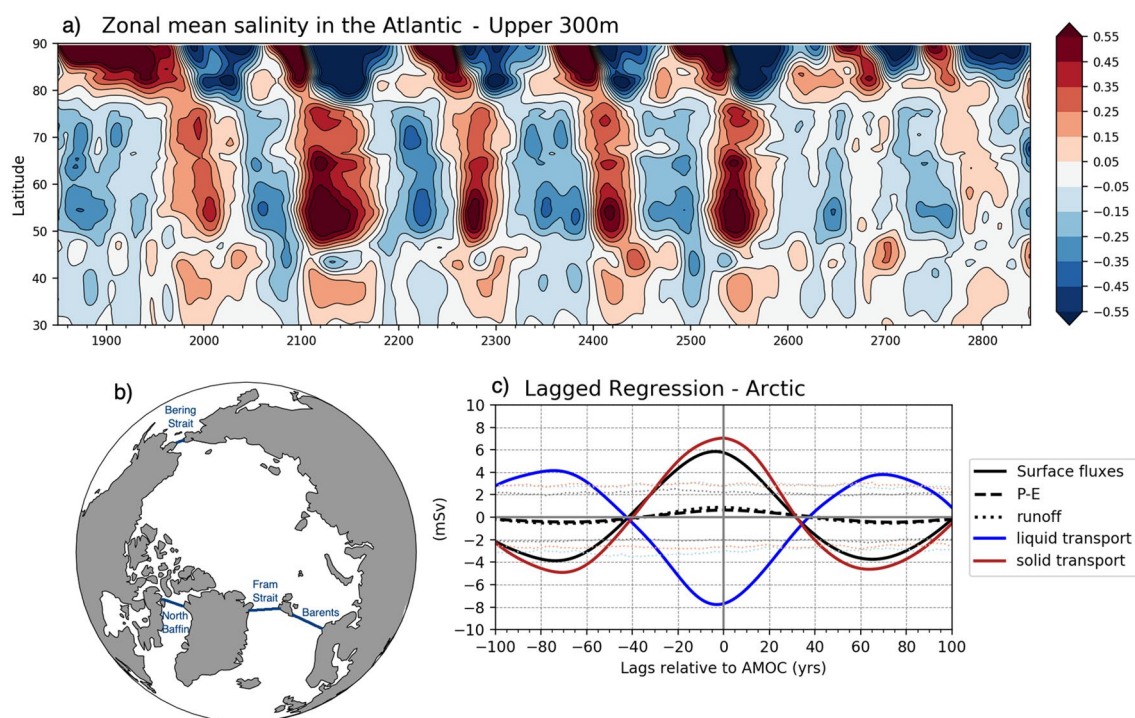 a) Zonal mean salinity in the Atlantic - Upper 300m
Latitude
90
80
70
60
50
40
30
1900
2000
2100
2200
2300
2400
2500
2600
2700
2800
0.55
0.45
0.35
0.25
0.15
0.05
−0.05
−0.15
−0.25
−0.35
−0.45
−0.55
b)
Bering
Strait
Fram
Strait
Barents
North
Baffin
c) Lagged Regression - Arctic
(mSv)
10
8
6
4
2
0
−2
−4
−6
−8
−10
−100
−80
−60
−40
−20
0
20
40
60
80
100
Lags relative to AMOC (yrs)
Surface fluxes
P-E
runoff
liquid transport
solid transport